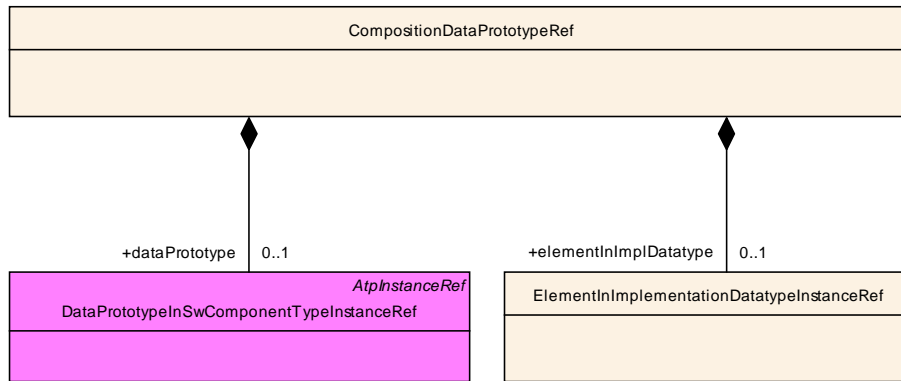 CompositionDataPrototypeRef
+dataPrototype 0..1
+elementInImplDatatype 0..1
AtpInstanceRef
DataPrototypeInSwComponentTypeInstanceRef
ElementInImplementationDatatypeInstanceRef